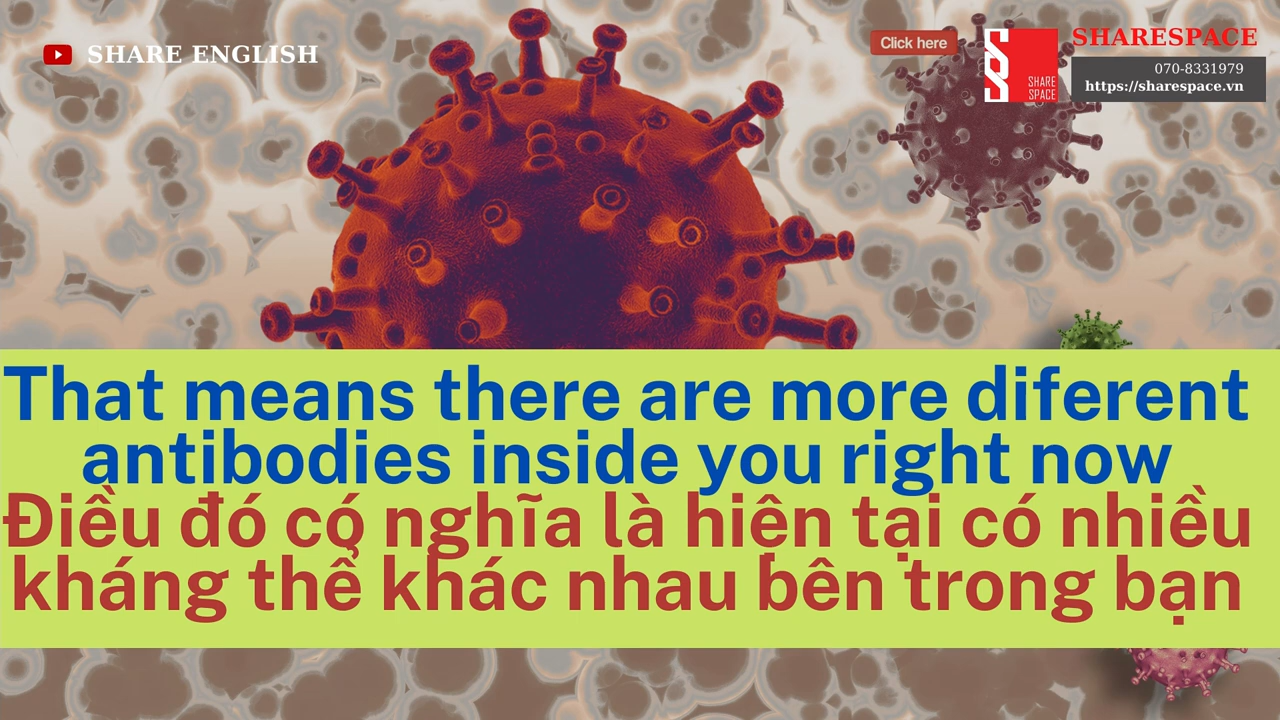 SHARE ENGLISH
Click here
SHARE
SPACE
SHARESPACE
070-8331979
https://sharespace.vn
That means there are more diferent
antibodies inside you right now
Điều đó có nghĩa là hiện tại có nhiều
kháng thể khác nhau bên trong bạn